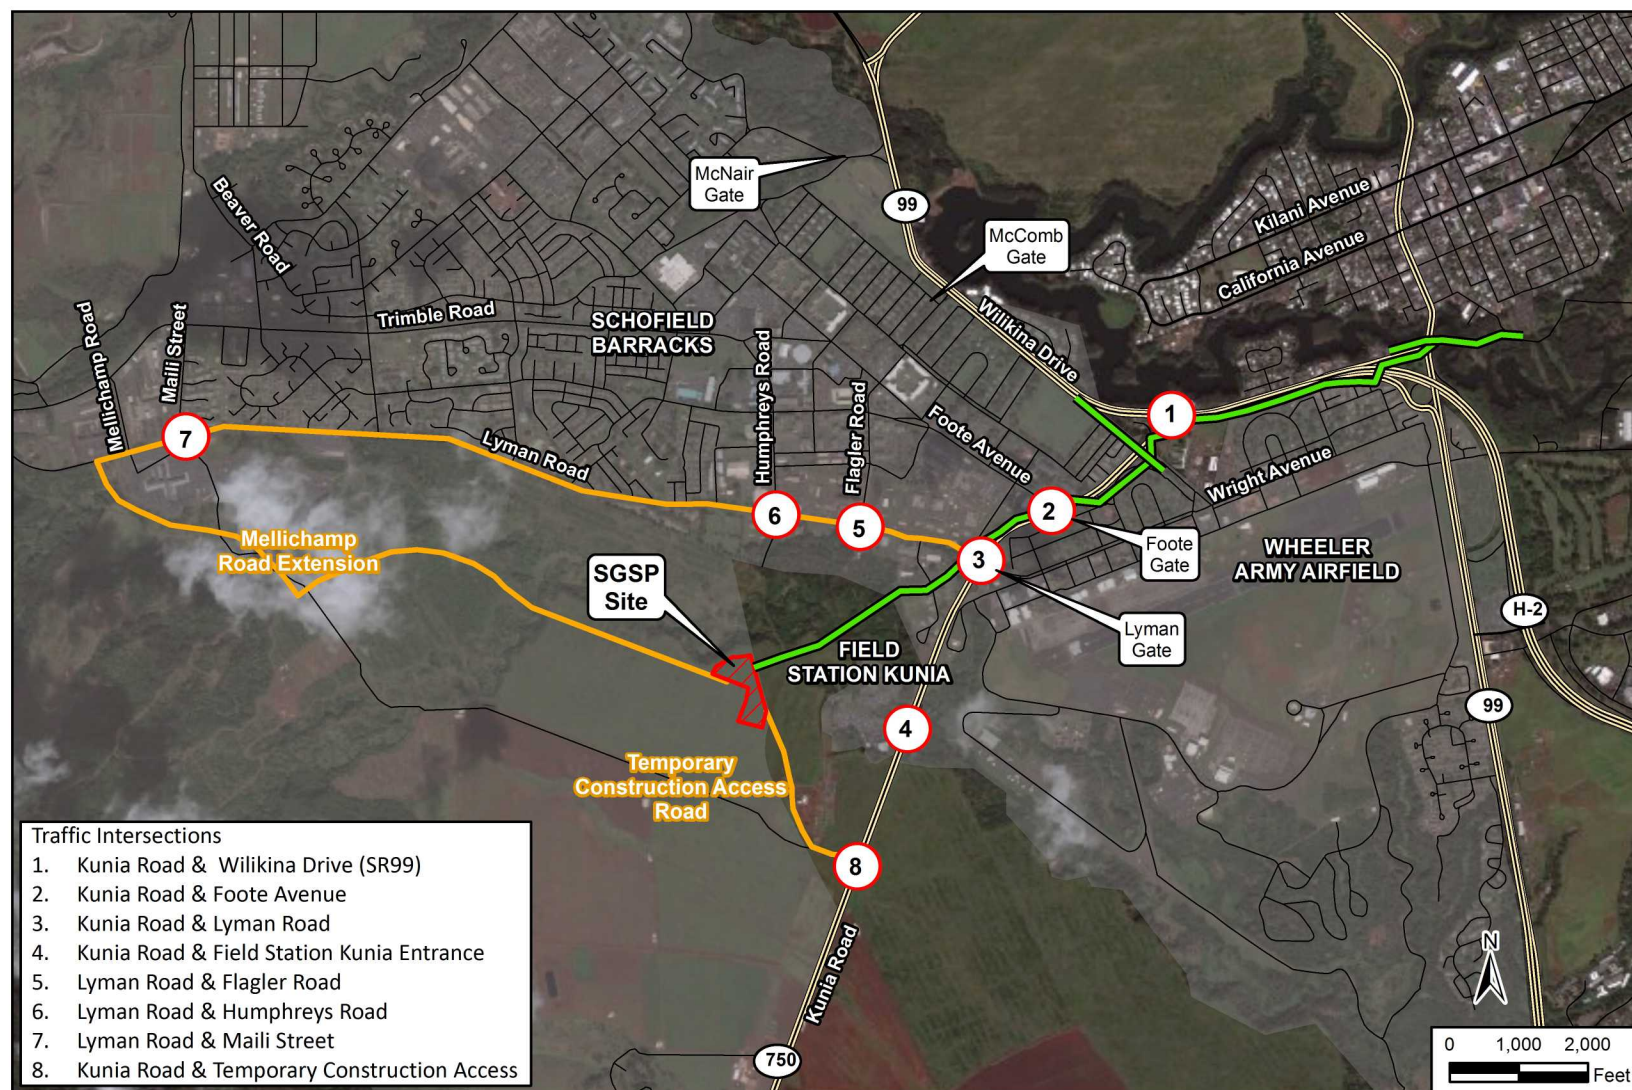 McNair
Gate
99
Kilani Avenue
McComb
Gate
California Avenue
Beaver Road
Mellichamp Road
Maili Street
Trimble Road
SCHOFIELD
BARRACKS
Wilikina Drive
Humphreys Road
Flagler Road
Foote Avenue
1
7
Lyman Road
Wright Avenue
6
5
2
Mellichamp
Road Extension
3
Foote
Gate
WHEELER
ARMY AIRFIELD
SGSP
Site
H-2
Lyman
Gate
FIELD
STATION KUNIA
99
4
Temporary
Construction Access
Road
8
Kunia Road
750
Traffic Intersections
1. Kunia Road & Wilikina Drive (SR99)
2. Kunia Road & Foote Avenue
3. Kunia Road & Lyman Road
4. Kunia Road & Field Station Kunia Entrance
5. Lyman Road & Flagler Road
6. Lyman Road & Humphreys Road
7. Lyman Road & Maili Street
8. Kunia Road & Temporary Construction Access
N
0 1,000 2,000
Feet